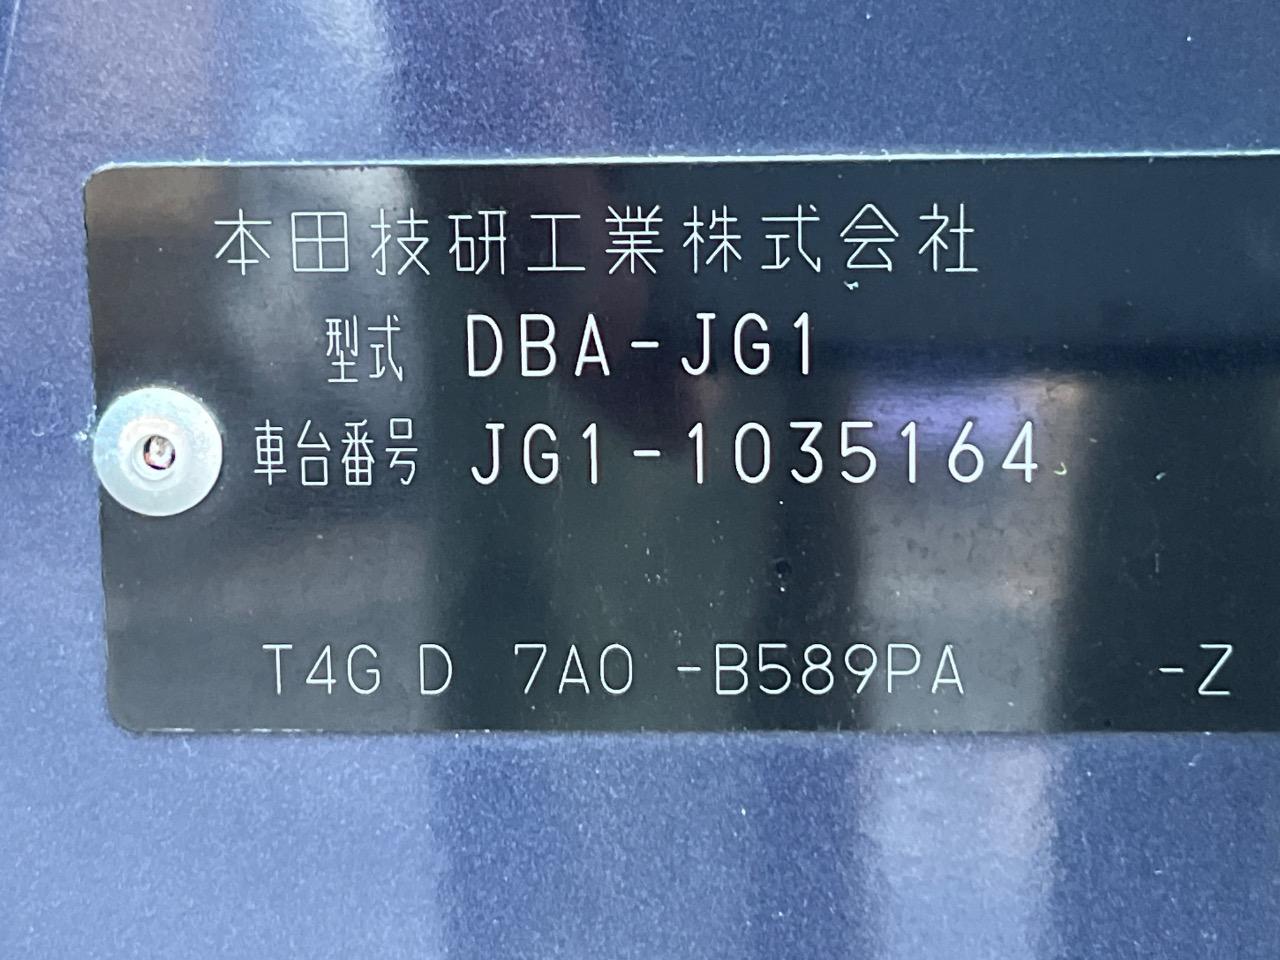 本田技研工業株式会社
型式 DBA-JG1
車台番号 JG1-1035164
T4G D 7A0 -B589PA -Z